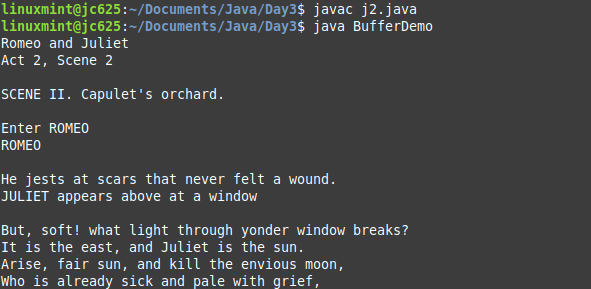 linuxmint@jc625:~/Documents/Java/Day3$ javac j2.java
linuxmint@jc625:~/Documents/Java/Day3$ java BufferDemo
Romeo and Juliet
Act 2, Scene 2
SCENE II. Capulet's orchard.
Enter ROMEO
ROMEO
He jests at scars that never felt a wound.
JULIET appears above at a window
But, soft! what light through yonder window breaks?
It is the east, and Juliet is the sun.
Arise, fair sun, and kill the envious moon,
Who is already sick and pale with grief,